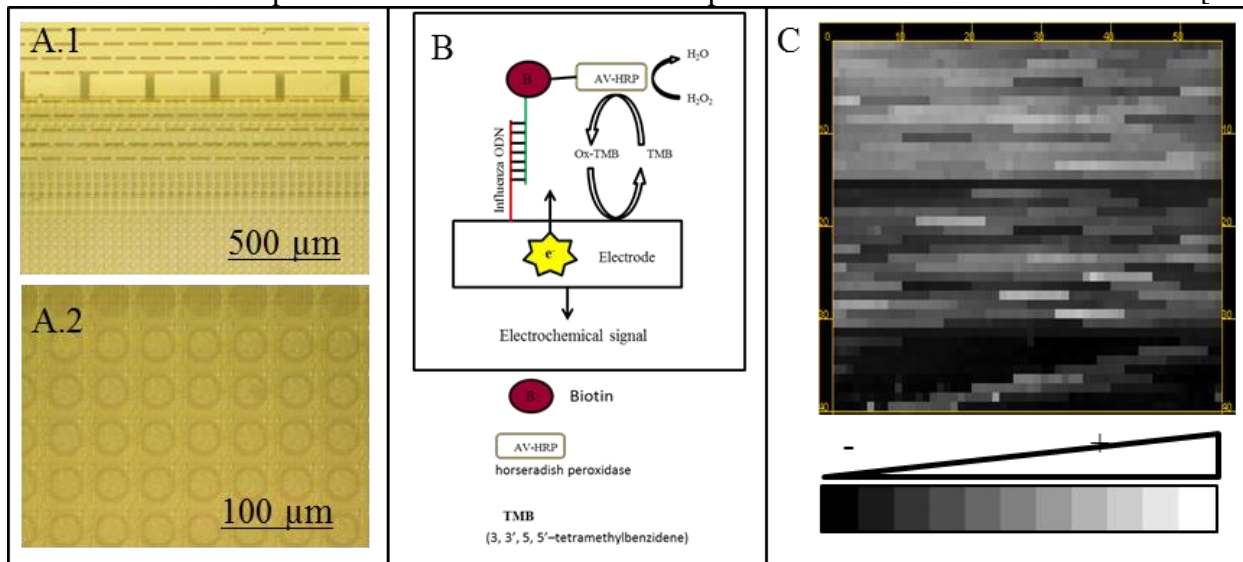 A.1
500 µm
A.2
100 µm
B
B
AV-HRP
H₂O
H₂O₂
Ox-TMB
TMB
Influenza ODN
e⁻
Electrode
Electrochemical signal
B
Biotin
AV-HRP
horseradish peroxidase
TMB
(3, 3′, 5, 5′–tetramethylbenzidene)
C
0
10
20
30
40
50
10
20
30
40
10
20
30
40
- +